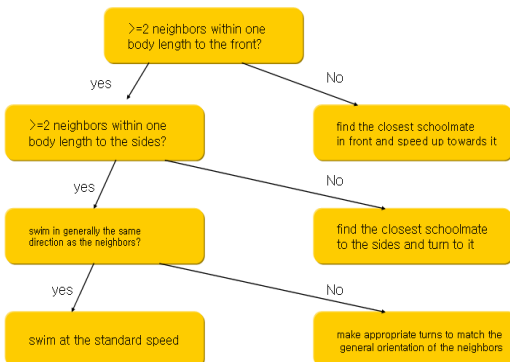 >=2 neighbors within one
body length to the front?
yes
No
>=2 neighbors within one
body length to the sides?
find the closest schoolmate
in front and speed up towards it
yes
No
swim in generally the same
direction as the neighbors?
find the closest schoolmate
to the sides and turn to it
yes
No
swim at the standard speed
make appropriate turns to match the
general orientation of the neighbors